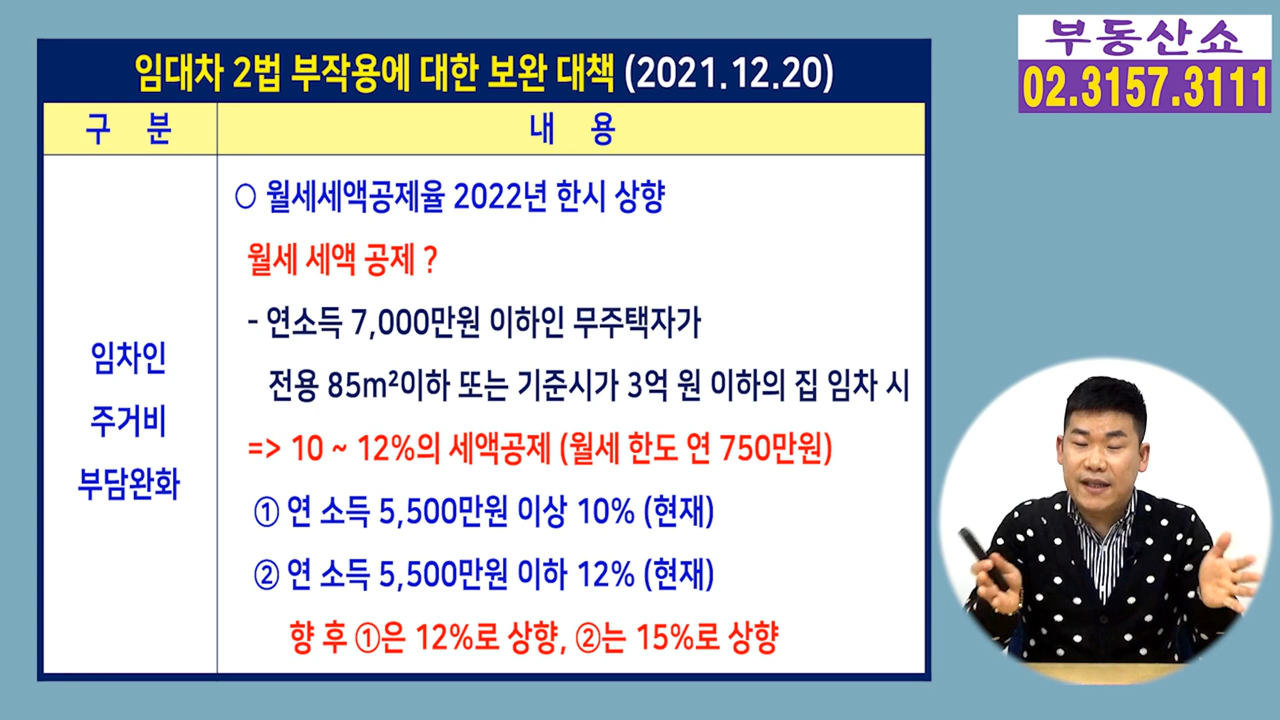 부동산쇼
02.3157.3111
임대차 2법 부작용에 대한 보완 대책 (2021.12.20)
구 분
내 용
임차인
주거비
부담완화
○ 월세세액공제율 2022년 한시 상향
월세 세액 공제 ?
- 연소득 7,000만원 이하인 무주택자가
전용 85m²이하 또는 기준시가 3억 원 이하의 집 임차 시
=> 10 ~ 12%의 세액공제 (월세 한도 연 750만원)
① 연 소득 5,500만원 이상 10% (현재)
② 연 소득 5,500만원 이하 12% (현재)
향 후 ①은 12%로 상향, ②는 15%로 상향